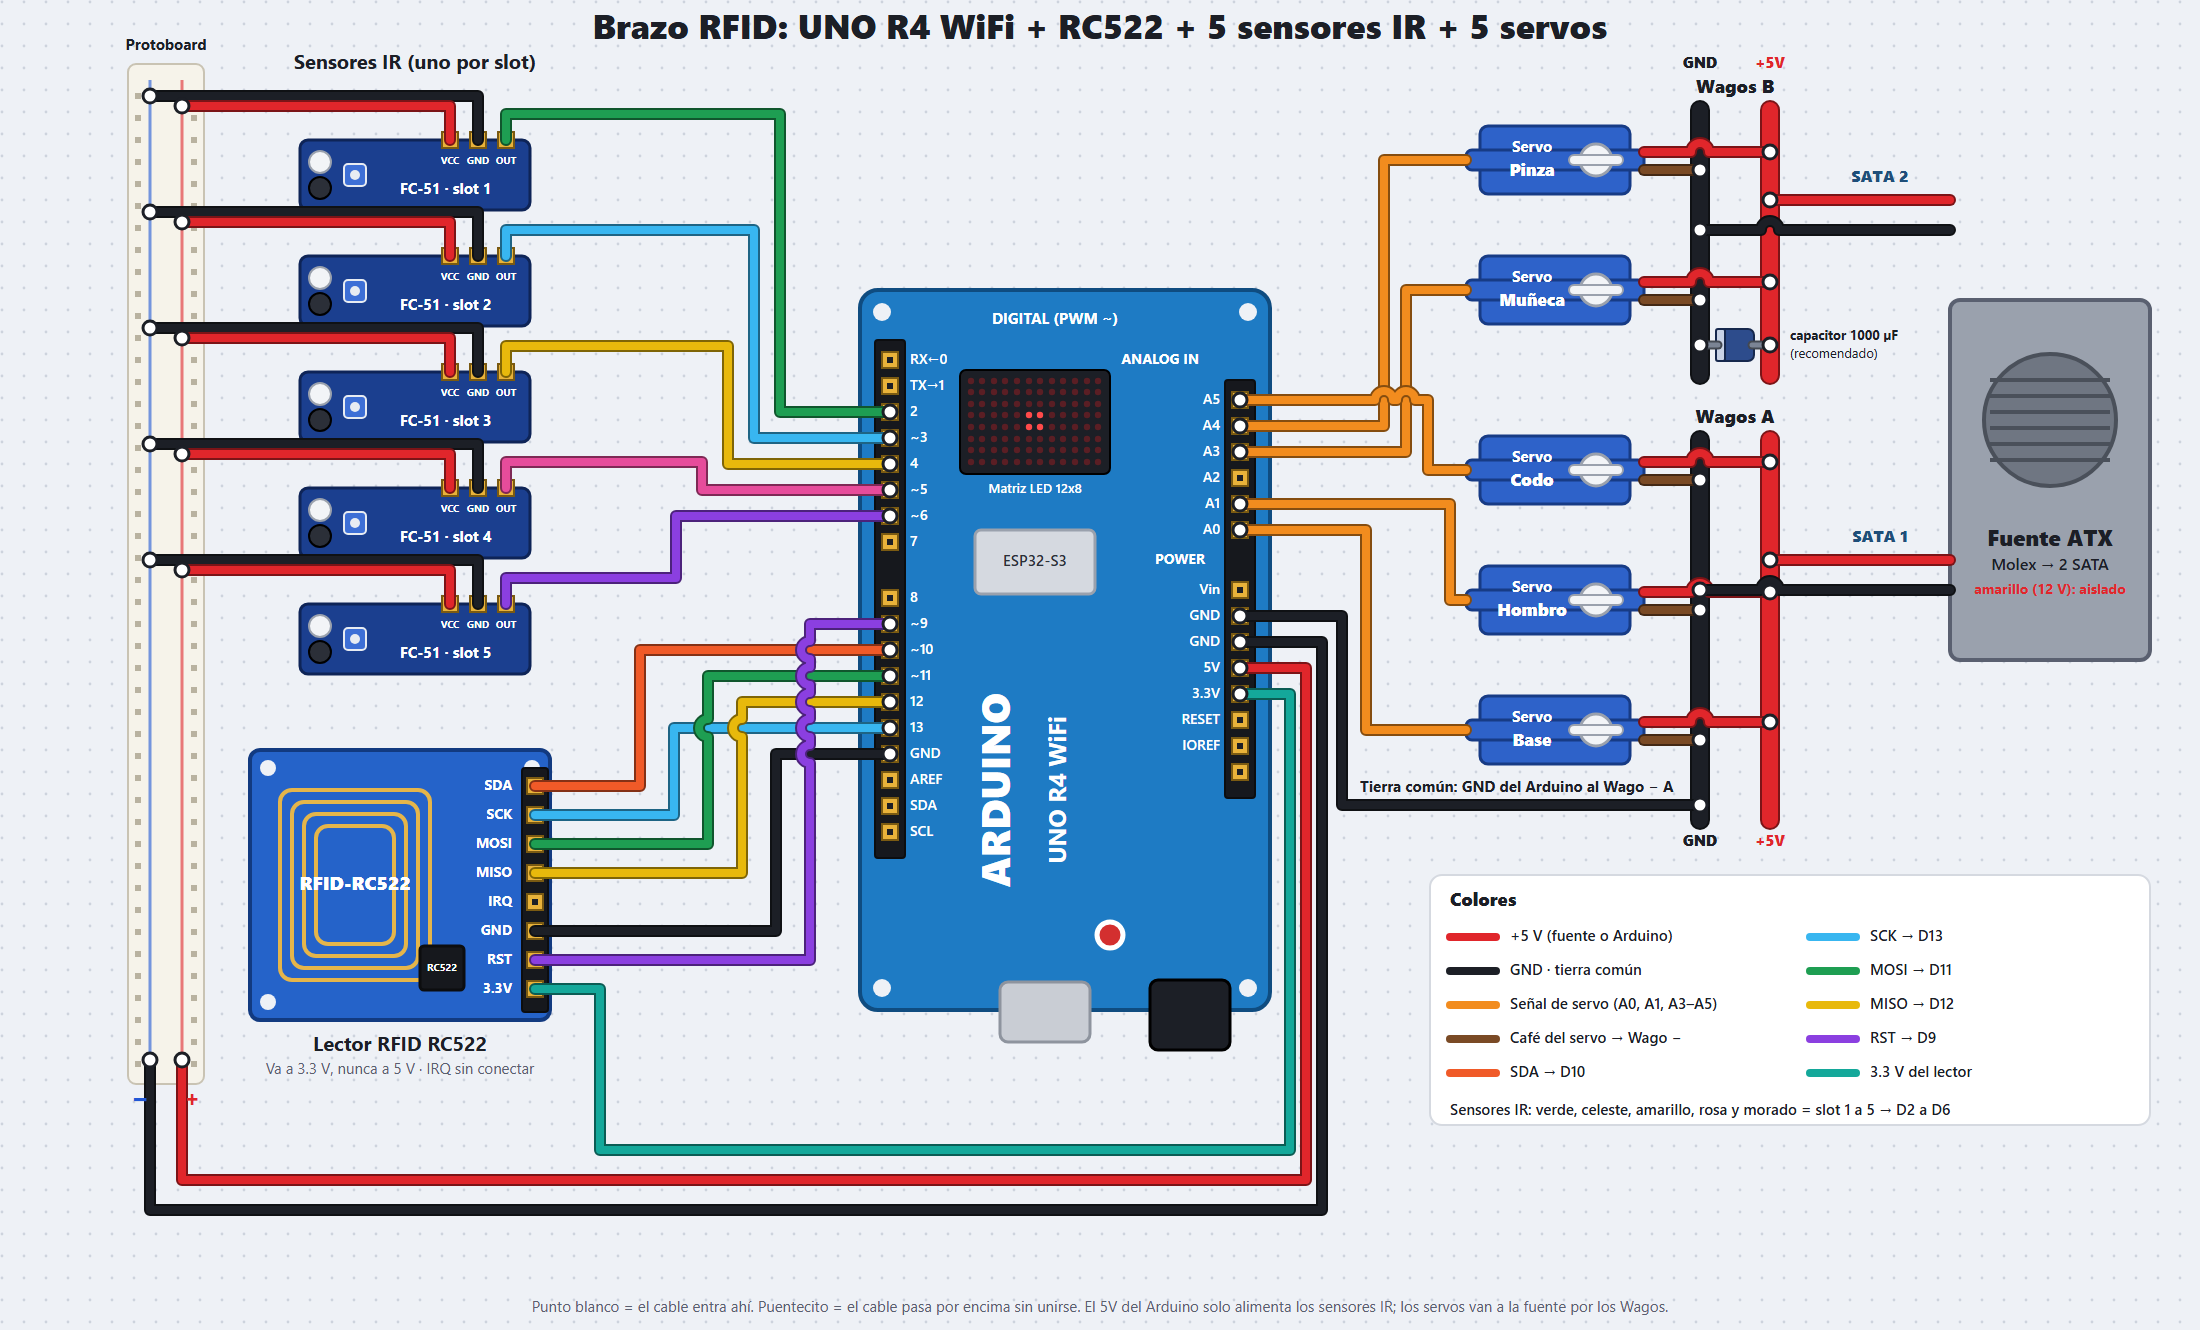 Brazo RFID: UNO R4 WiFi + RC522 + 5 sensores IR + 5 servos
Protoboard
Sensores IR (uno por slot)
VCC GND OUT
FC-51 · slot 1
VCC GND OUT
FC-51 · slot 2
VCC GND OUT
FC-51 · slot 3
VCC GND OUT
FC-51 · slot 4
VCC GND OUT
FC-51 · slot 5
SDA
SCK
MOSI
MISO
IRQ
GND
RST
3.3V
RFID-RC522
RC522
Lector RFID RC522
Va a 3.3 V, nunca a 5 V · IRQ sin conectar
−
+
DIGITAL (PWM ~)
RX←0
TX→1
2
~3
4
~5
~6
7
8
~9
~10
~11
12
13
GND
AREF
SDA
SCL
Matriz LED 12x8
ESP32-S3
ARDUINO
UNO R4 WiFi
ANALOG IN
A5
A4
A3
A2
A1
A0
POWER
Vin
GND
GND
5V
3.3V
RESET
IOREF
Servo
Pinza
Servo
Muñeca
Servo
Codo
Servo
Hombro
Servo
Base
GND +5V
Wagos B
SATA 2
capacitor 1000 µF
(recomendado)
Wagos A
SATA 1
Fuente ATX
Molex → 2 SATA
amarillo (12 V): aislado
Tierra común: GND del Arduino al Wago − A
GND +5V
Colores
+5 V (fuente o Arduino)
GND · tierra común
Señal de servo (A0, A1, A3–A5)
Café del servo → Wago −
SDA → D10
SCK → D13
MOSI → D11
MISO → D12
RST → D9
3.3 V del lector
Sensores IR: verde, celeste, amarillo, rosa y morado = slot 1 a 5 → D2 a D6
Punto blanco = el cable entra ahí. Puentecito = el cable pasa por encima sin unirse. El 5V del Arduino solo alimenta los sensores IR; los servos van a la fuente por los Wagos.